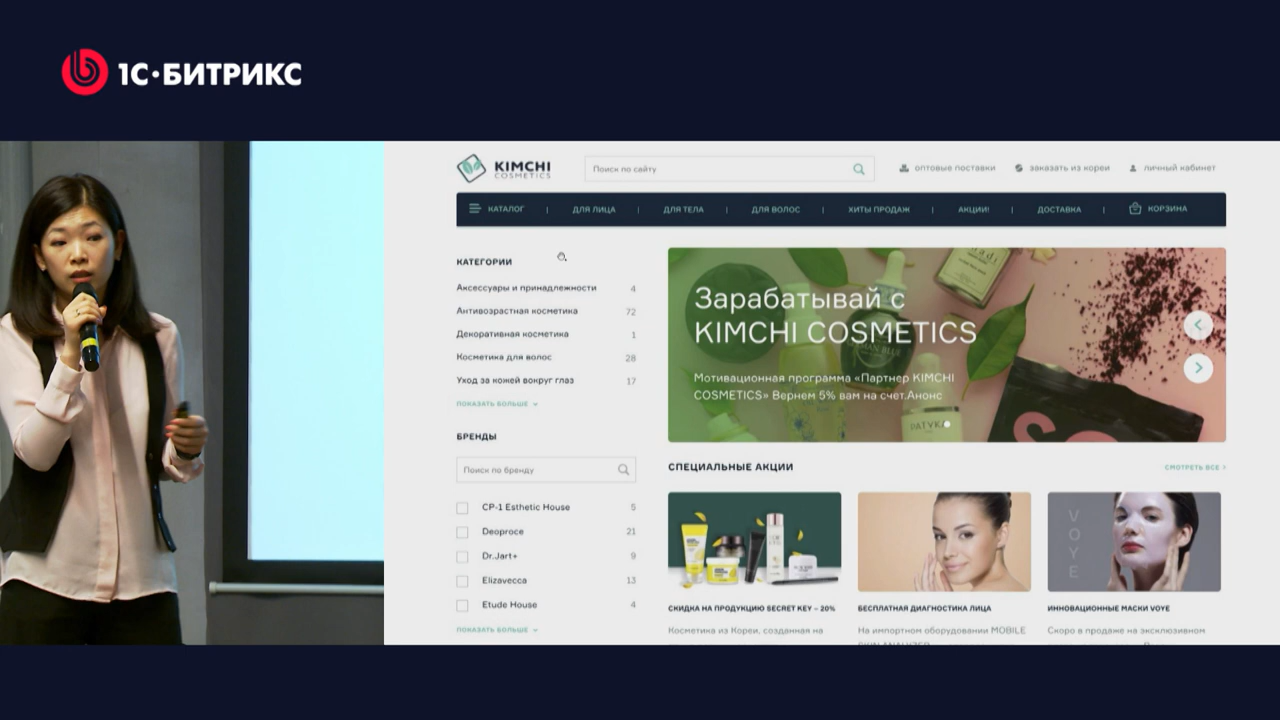 1С·БИТРИКС
KIMCHI
COSMETICS
Поиск по сайту
ОПТОВЫЕ ПОСТАВКИ
ЗАКАЗАТЬ ИЗ КОРЕИ
ЛИЧНЫЙ КАБИНЕТ
КАТАЛОГ | ДЛЯ ЛИЦА | ДЛЯ ТЕЛА | ДЛЯ ВОЛОС | ХИТЫ ПРОДАЖ | АКЦИИ! | ДОСТАВКА | КОРЗИНА
КАТЕГОРИИ
Аксессуары и принадлежности 4
Антивозрастная косметика 72
Декоративная косметика 1
Косметика для волос 28
Уход за кожей вокруг глаз 17
ПОКАЗАТЬ БОЛЬШЕ
БРЕНДЫ
Поиск по бренду
CP-1 Esthetic House 5
Deoproce 21
Dr.Jart+ 9
Elizavecca 13
Etude House 4
ПОКАЗАТЬ БОЛЬШЕ
Зарабатывай с
KIMCHI COSMETICS
Мотивационная программа «Партнер KIMCHI
COSMETICS» Вернем 5% вам на счет.Анонс
PATYKA
СПЕЦИАЛЬНЫЕ АКЦИИ
СМОТРЕТЬ ВСЕ >
VOYE
СКИДКА НА ПРОДУКЦИЮ SECRET KEY – 20%
Косметика из Кореи, созданная на
БЕСПЛАТНАЯ ДИАГНОСТИКА ЛИЦА
На импортном оборудовании MOBILE
ИННОВАЦИОННЫЕ МАСКИ VOYE
Скоро в продаже на эксклюзивном